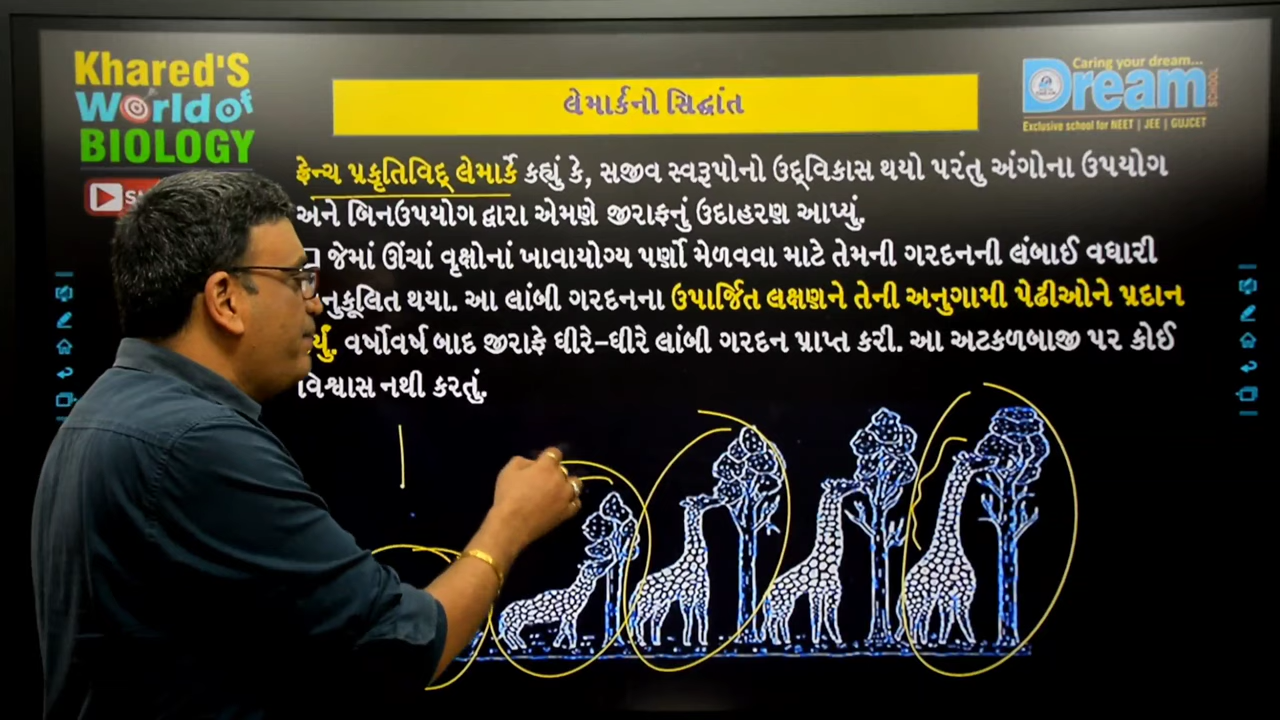 Khared'S
World of
BIOLOGY
લેમાર્કનો સિદ્ધાંત
Caring your dream...
Dream
SCHOOL
Exclusive school for NEET | JEE | GUJCET
ફ્રેન્ચ પ્રકૃતિવિદ્ લેમાર્કે કહ્યું કે, સજીવ સ્વરૂપોનો ઉદ્‌વિકાસ થયો પરંતુ અંગોના ઉપયોગ
અને બિનઉપયોગ દ્વારા એમણે જીરાફનું ઉદાહરણ આપ્યું.
જેમાં ઊંચાં વૃક્ષોનાં ખાવાયોગ્ય પર્ણો મેળવવા માટે તેમની ગરદનની લંબાઈ વધારી
થયા. આ લાંબી ગરદનના ઉપાર્જિત લક્ષણને તેની અનુગામી પેઢીઓને પ્રદાન
વર્ષોવર્ષ બાદ જીરાફે ધીરે-ધીરે લાંબી ગરદન પ્રાપ્ત કરી. આ અટકળબાજી પર કોઈ
વિશ્વાસ નથી કરતું.